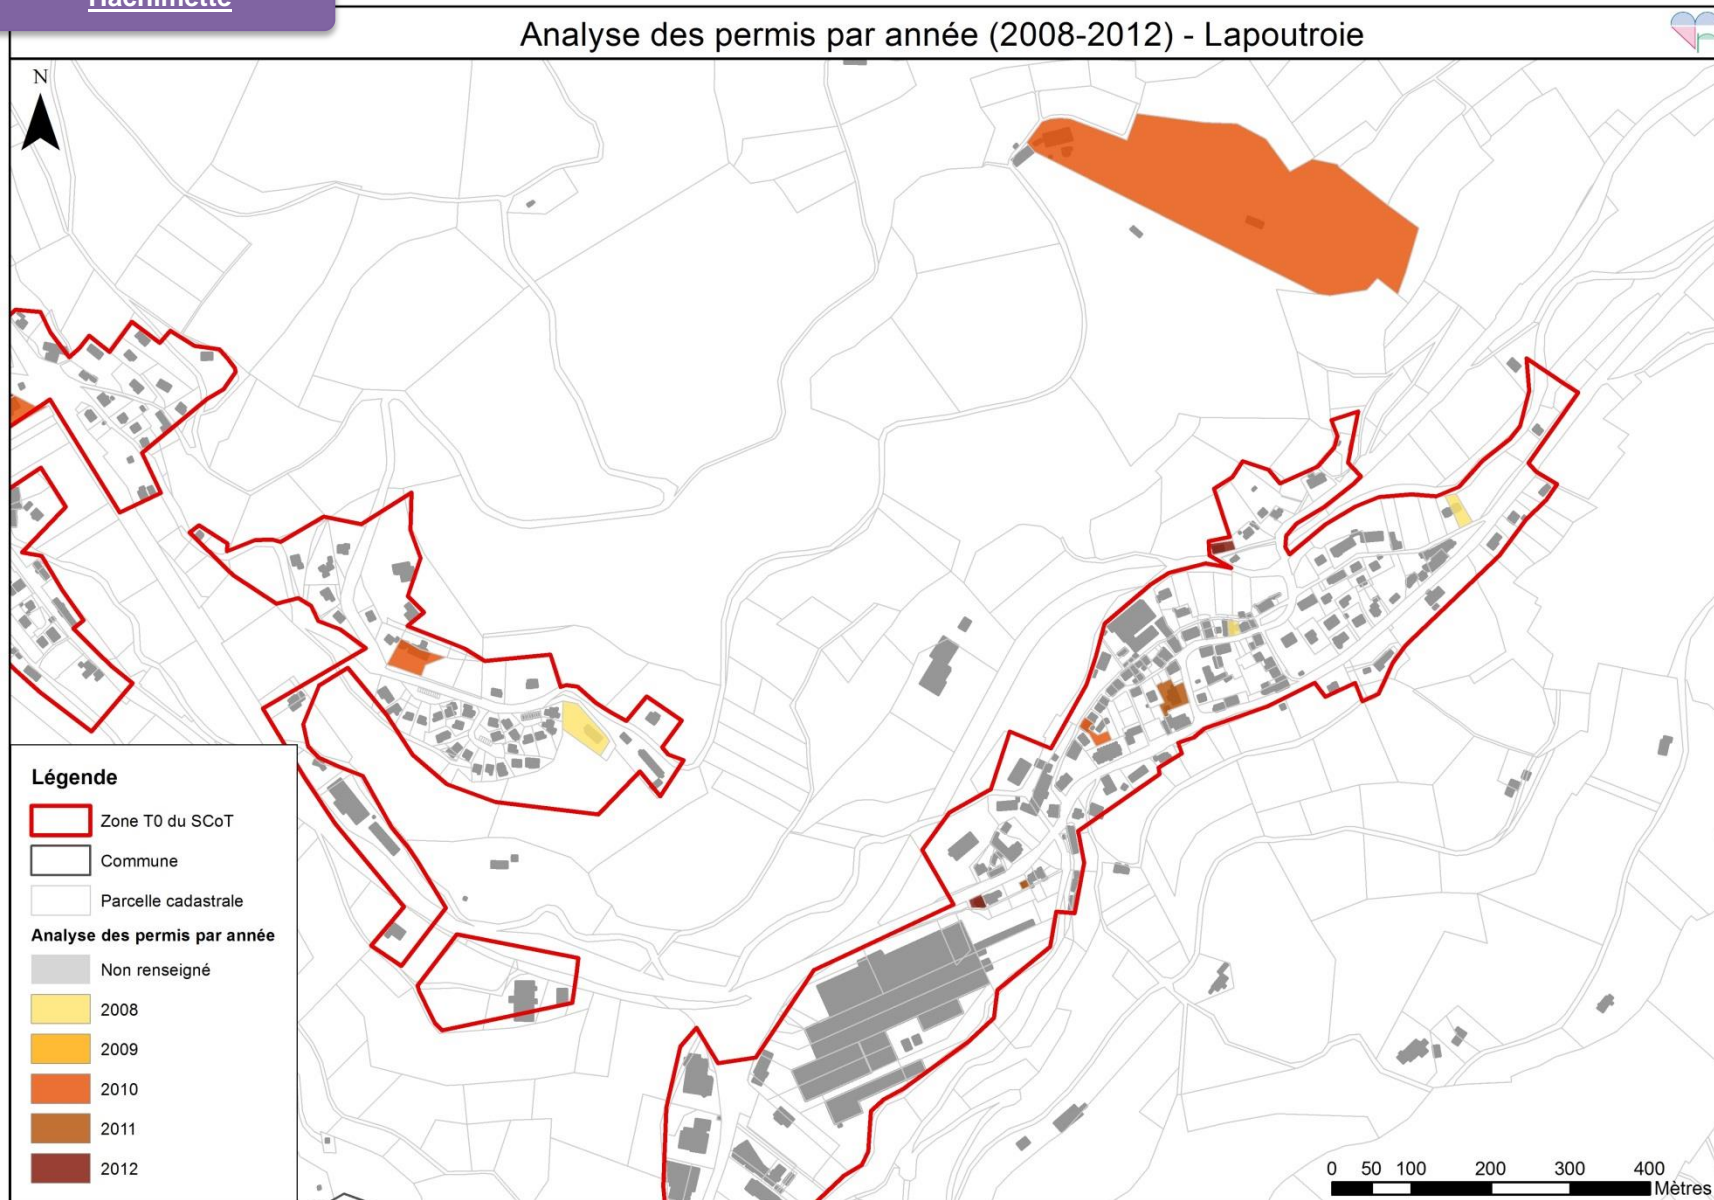 Hachimette
Analyse des permis par année (2008-2012) - Lapoutroie
N
Légende
Zone T0 du SCoT
Commune
Parcelle cadastrale
Analyse des permis par année
Non renseigné
2008
2009
2010
2011
2012
0 50 100 200 300 400
Mètres